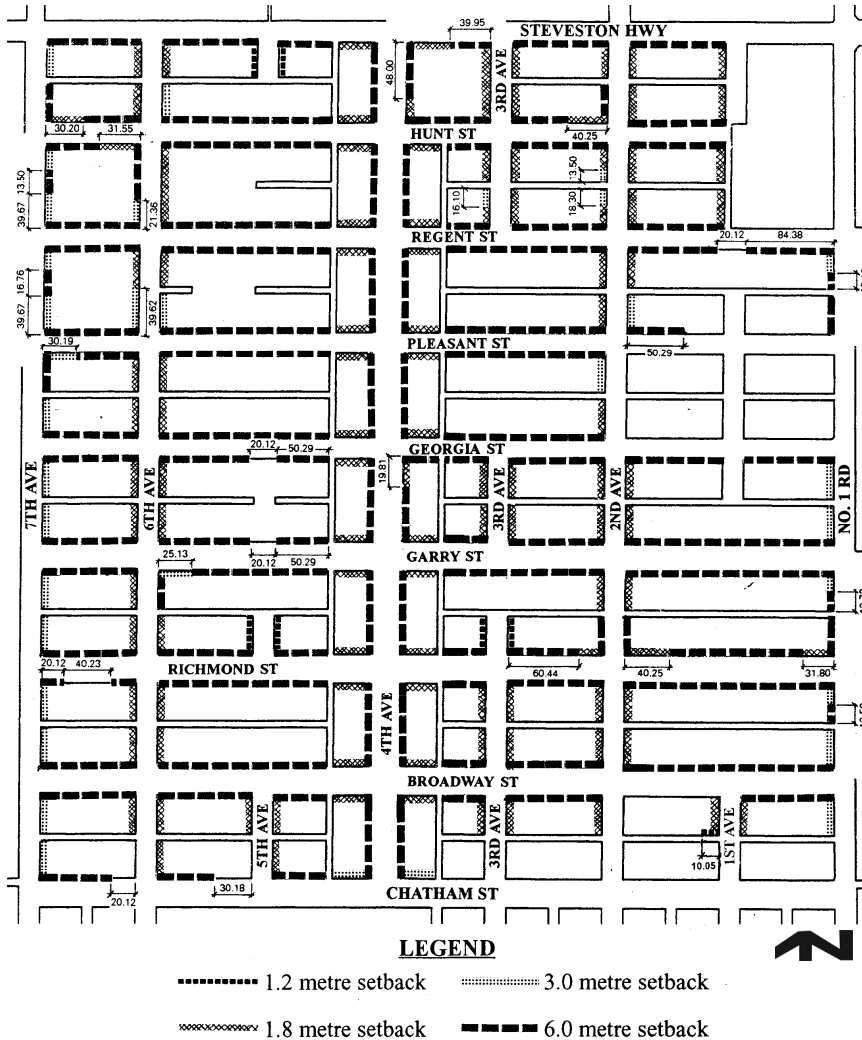 39.95
STEVESTON HWY
48.00
3RD AVE
30.20
31.55
HUNT ST
40.25
13.50
39.67
21.36
16.10
13.50
18.30
REGENT ST
20.12
84.38
16.76
39.67
39.62
30.19
PLEASANT ST
50.29
20.12
50.29
GEORGIA ST
19.81
7TH AVE
6TH AVE
3RD AVE
2ND AVE
NO. 1 RD
25.13
20.12
50.29
GARRY ST
20.12
40.23
RICHMOND ST
60.44
40.25
31.80
4TH AVE
BROADWAY ST
5TH AVE
3RD AVE
1ST AVE
10.05
20.12
30.18
CHATHAM ST
LEGEND
N
1.2 metre setback
3.0 metre setback
1.8 metre setback
6.0 metre setback